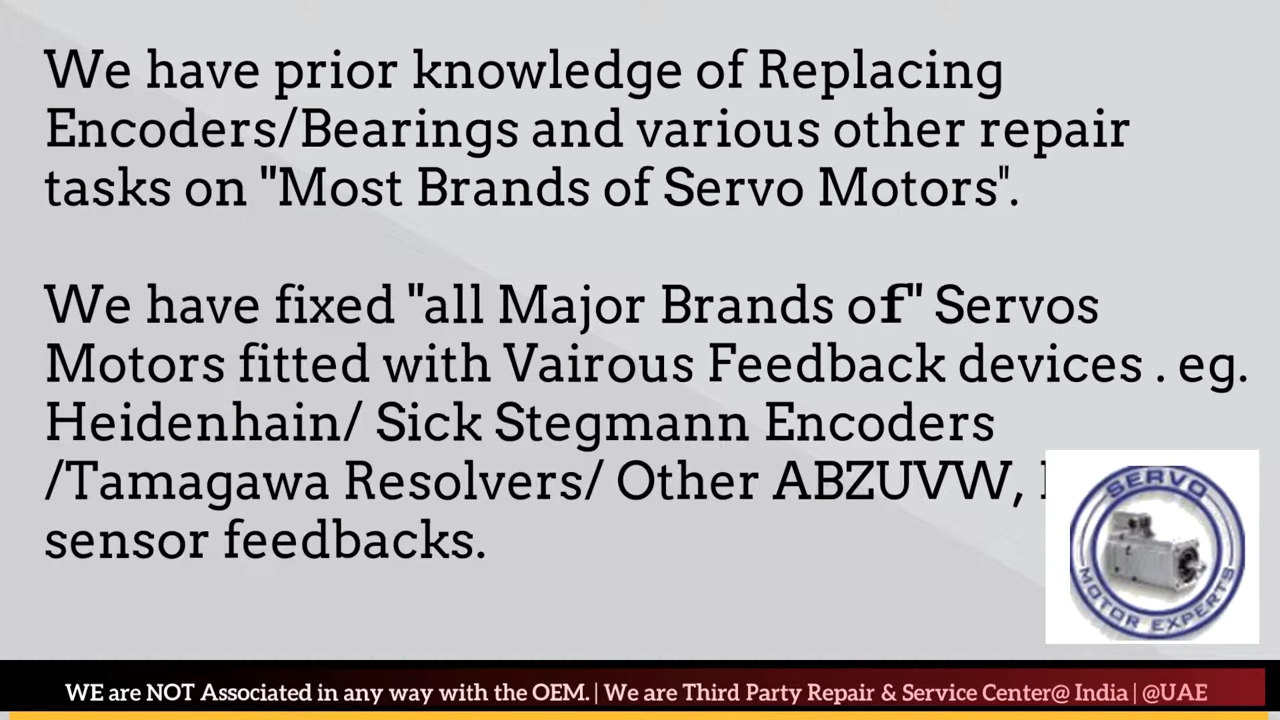 We have prior knowledge of Replacing
Encoders/Bearings and various other repair
tasks on "Most Brands of Servo Motors".
We have fixed "all Major Brands of" Servos
Motors fitted with Vairous Feedback devices . eg.
Heidenhain/ Sick Stegmann Encoders
/Tamagawa Resolvers/ Other ABZUVW,
sensor feedbacks.
SERVO
MOTOR EXPERTS
WE are NOT Associated in any way with the OEM. | We are Third Party Repair & Service Center@ India | @UAE